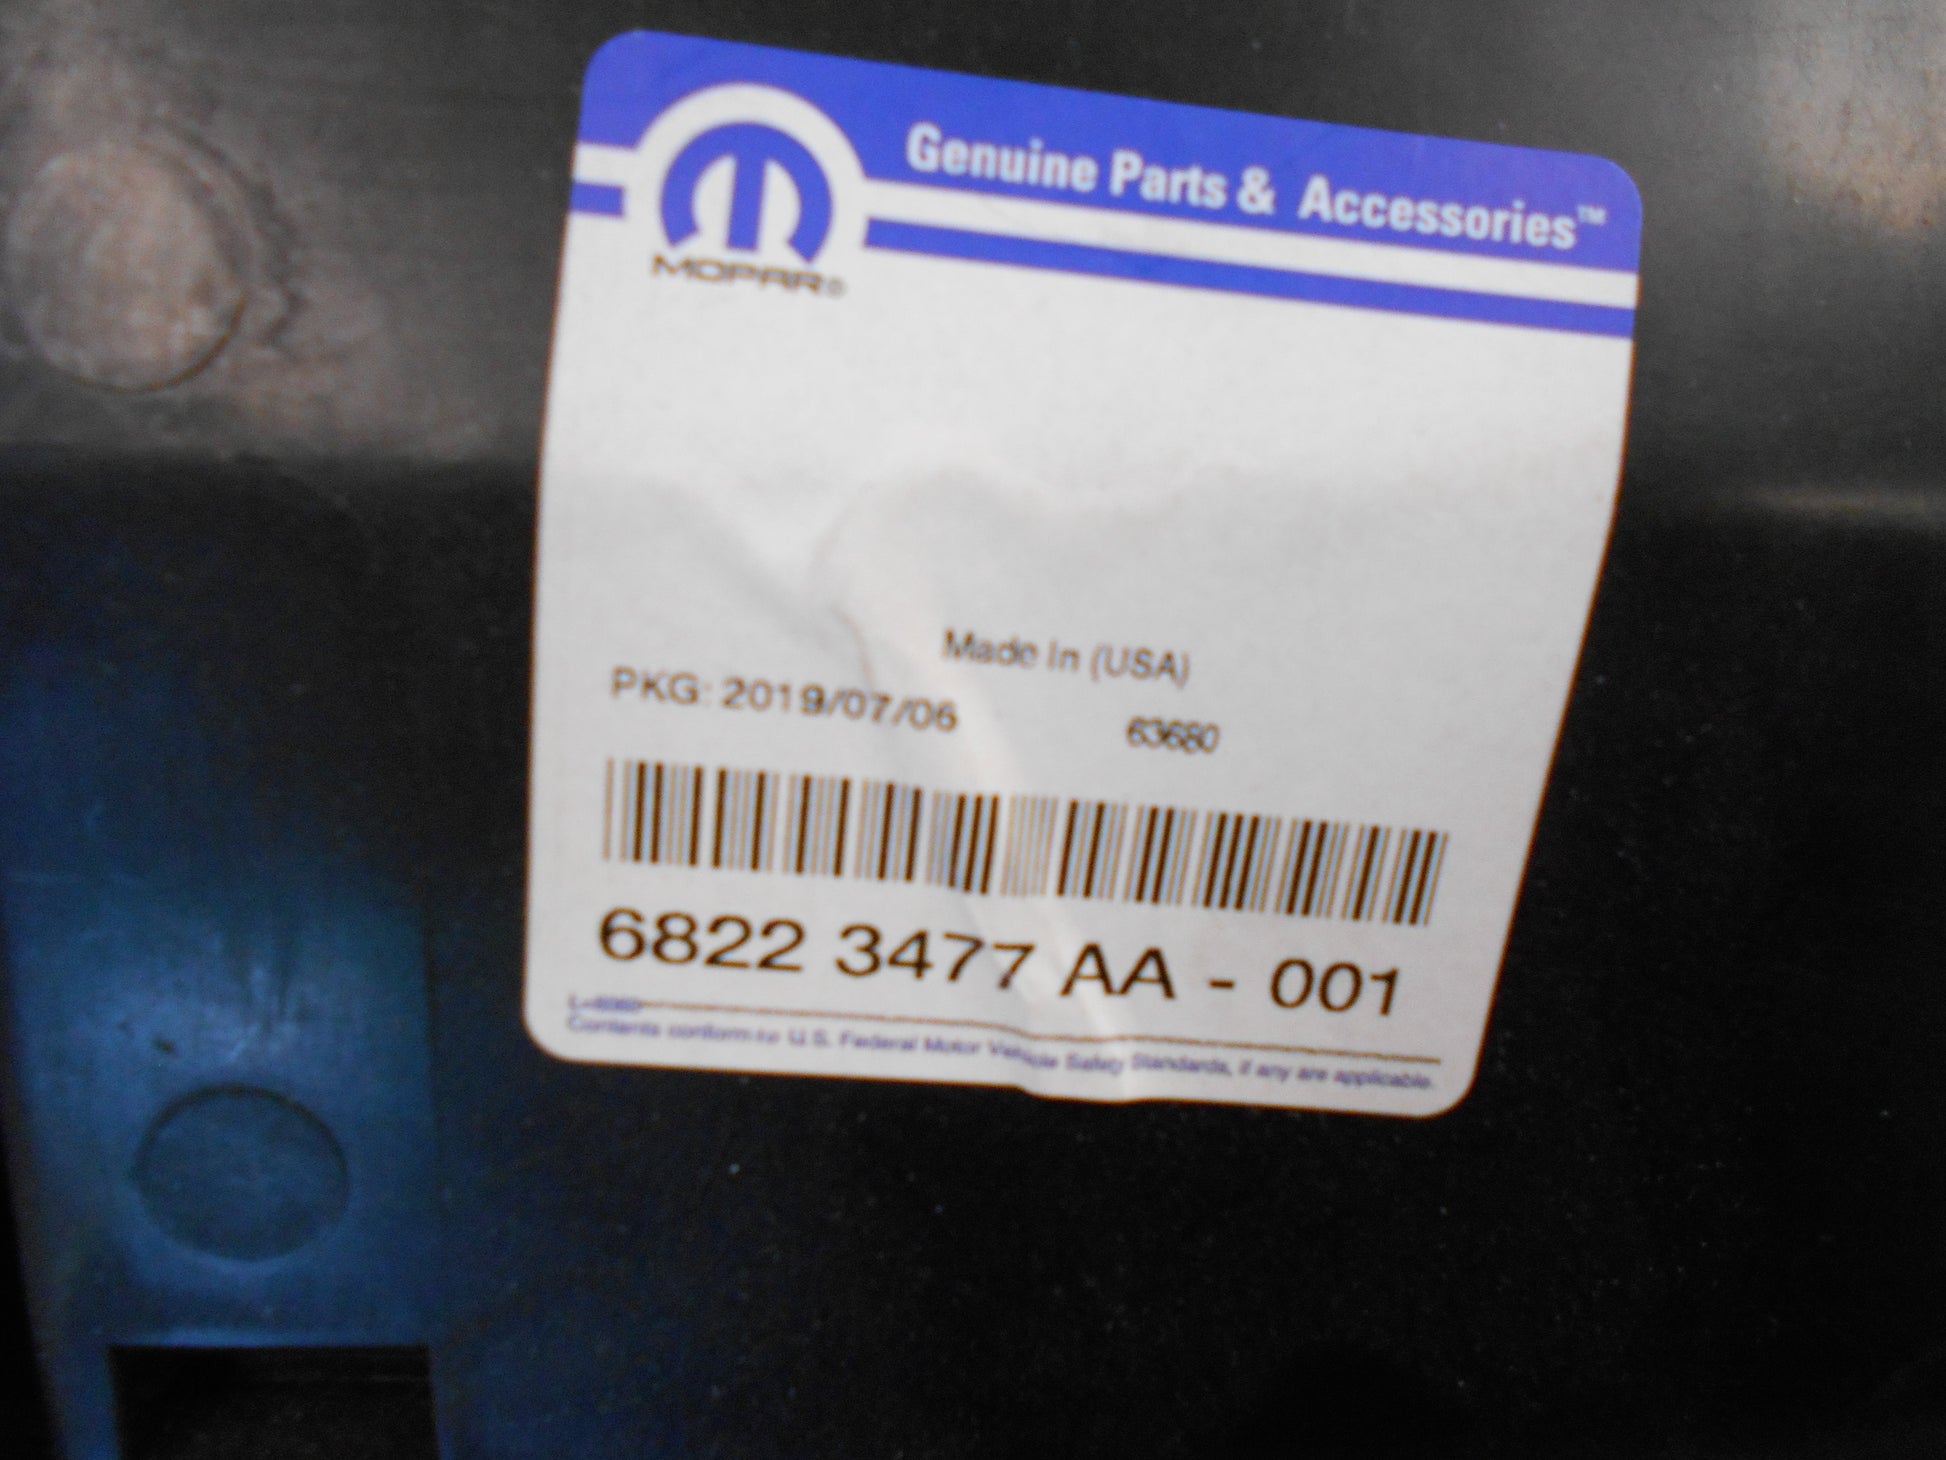 Genuine Parts & Accessories™
MOPAR®
Made In (USA)
PKG: 2019/07/06 63680
6822 3477 AA - 001
Contents conform to U.S. Federal Motor Vehicle Safety Standards, if any are applicable.